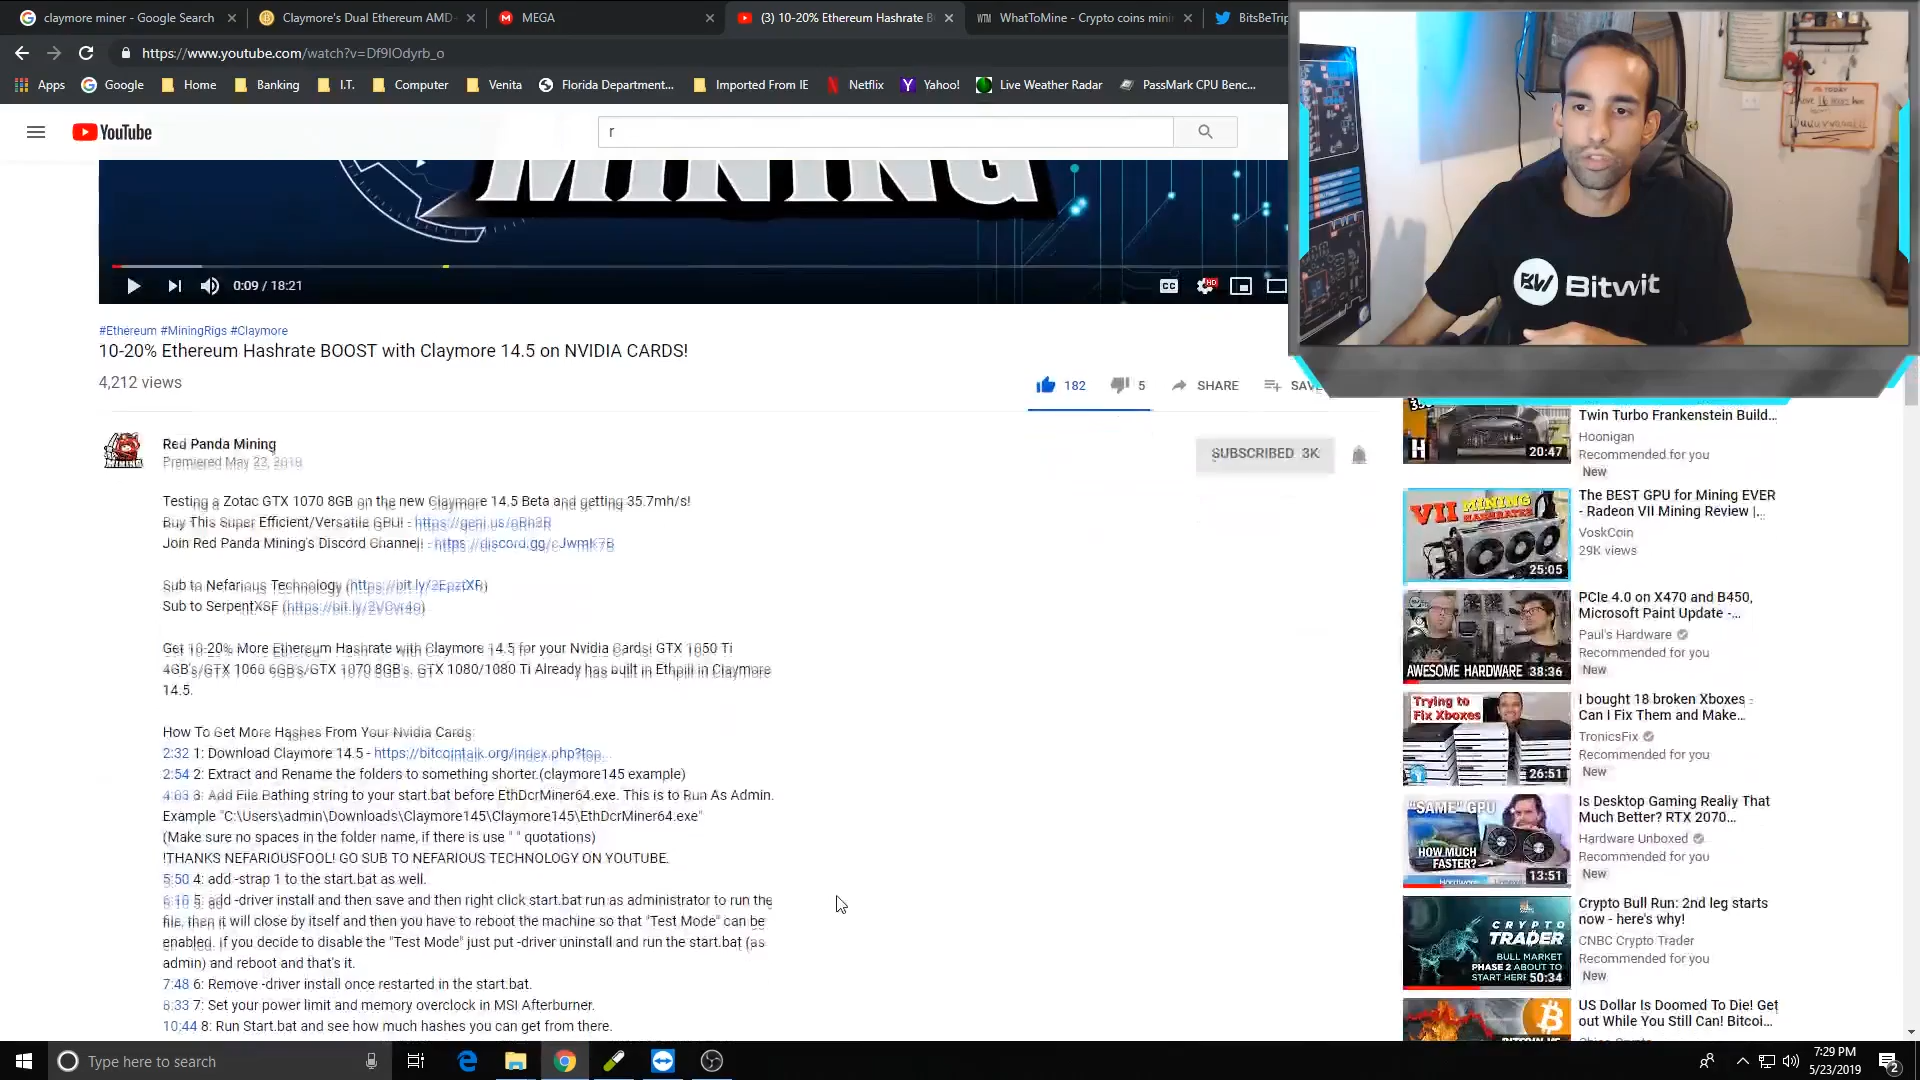 claymore miner - Google Search
Claymore's Dual Ethereum AMD
MEGA
(3) 10-20% Ethereum Hashrate B
WhatToMine - Crypto coins mini
BitsBeTrip
https://www.youtube.com/watch?v=Df9IOdyrb_o
Apps
Google
Home
Banking
I.T.
Computer
Venita
Florida Department...
Imported From IE
Netflix
Yahoo!
Live Weather Radar
PassMark CPU Benc...
YouTube
r
MINING
0:09 / 18:21
CC
HD
Bitwit
#Ethereum #MiningRigs #Claymore
10-20% Ethereum Hashrate BOOST with Claymore 14.5 on NVIDIA CARDS!
4,212 views
182
5
SHARE
SAVE
Red Panda Mining
Premiered May 22, 2019
SUBSCRIBED 3K
Testing a Zotac GTX 1070 8GB on the new Claymore 14.5 Beta and getting 35.7mh/s!
Buy This Super Efficient/Versatile GPU! -
Join Red Panda Mining's Discord Channel! -
Sub to Nefarious Technology
Sub to SerpentXSF
Get 10-20% More Ethereum Hashrate with Claymore 14.5 for your Nvidia Cards! GTX 1050 Ti
4GB's/GTX 1060 6GB's/GTX 1070 8GB's. GTX 1080/1080 Ti Already has built in Ethpill in Claymore
14.5.
How To Get More Hashes From Your Nvidia Cards:
2:32 1: Download Claymore 14.5 - https://bitcointalk.org/index.php?top...
2:54 2: Extract and Rename the folders to something shorter.(claymore145 example)
4:03 3: Add File Pathing string to your start.bat before EthDcrMiner64.exe. This is to Run As Admin.
Example "C:\Users\admin\Downloads\Claymore145\Claymore145\EthDcrMiner64.exe"
(Make sure no spaces in the folder name, if there is use " " quotations)
!THANKS NEFARIOUSFOOL! GO SUB TO NEFARIOUS TECHNOLOGY ON YOUTUBE.
5:50 4: add -strap 1 to the start.bat as well.
6:10 5: add -driver install and then save and then right click start.bat run as administrator to run the
file, then it will close by itself and then you have to reboot the machine so that "Test Mode" can be
enabled. if you decide to disable the "Test Mode" just put -driver uninstall and run the start.bat (as
admin) and reboot and that's it.
7:48 6: Remove -driver install once restarted in the start.bat.
8:33 7: Set your power limit and memory overclock in MSI Afterburner.
10:44 8: Run Start.bat and see how much hashes you can get from there.
20:47
Twin Turbo Frankenstein Build...
Hoonigan
Recommended for you
New
VII MINING
HASHRATES
25:05
The BEST GPU for Mining EVER
- Radeon VII Mining Review |...
VoskCoin
29K views
AWESOME HARDWARE 38:36
PCIe 4.0 on X470 and B450,
Microsoft Paint Update -...
Paul's Hardware
Recommended for you
New
Trying to
Fix Xboxes
26:51
I bought 18 broken Xboxes -
Can I Fix Them and Make...
TronicsFix
Recommended for you
New
"SAME" GPU
HOW MUCH
FASTER?
13:51
Is Desktop Gaming Really That
Much Better? RTX 2070...
Hardware Unboxed
Recommended for you
New
CRYPTO
TRADER
BULL MARKET
PHASE 2 ABOUT TO
START HERE 50:34
Crypto Bull Run: 2nd leg starts
now - here's why!
CNBC Crypto Trader
Recommended for you
New
US Dollar Is Doomed To Die! Get
out While You Still Can! Bitcoi...
Type here to search
7:29 PM
5/23/2019
2